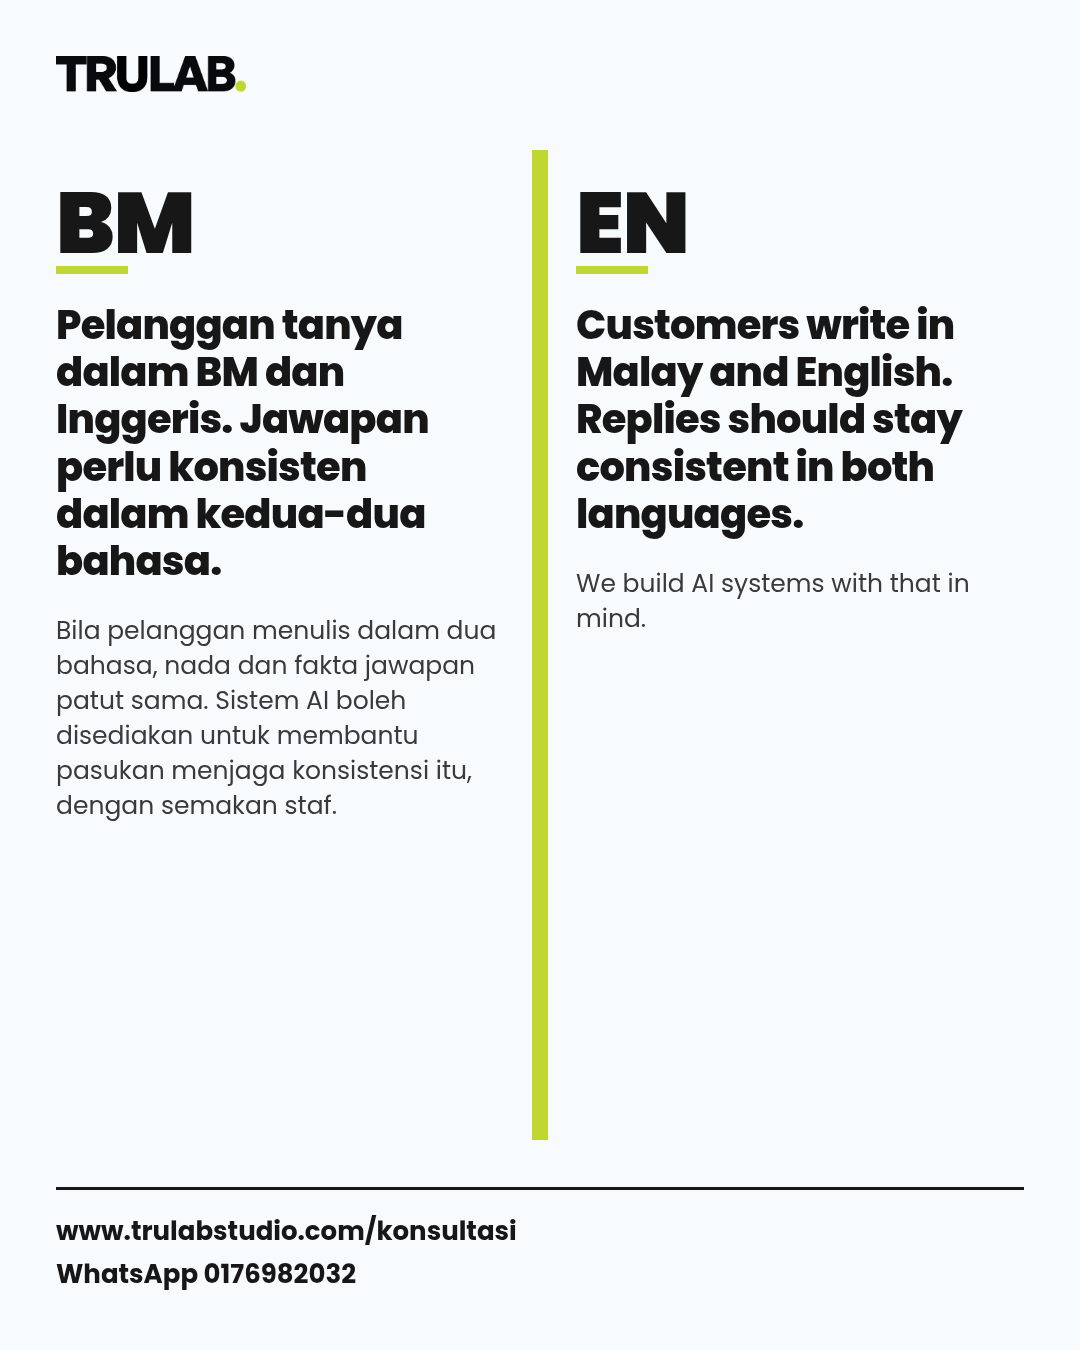 TRULAB.
BM
Pelanggan tanya
dalam BM dan
Inggeris. Jawapan
perlu konsisten
dalam kedua-dua
bahasa.
Bila pelanggan menulis dalam dua
bahasa, nada dan fakta jawapan
patut sama. Sistem AI boleh
disediakan untuk membantu
pasukan menjaga konsistensi itu,
dengan semakan staf.
EN
Customers write in
Malay and English.
Replies should stay
consistent in both
languages.
We build AI systems with that in
mind.
www.trulabstudio.com/konsultasi
WhatsApp 0176982032